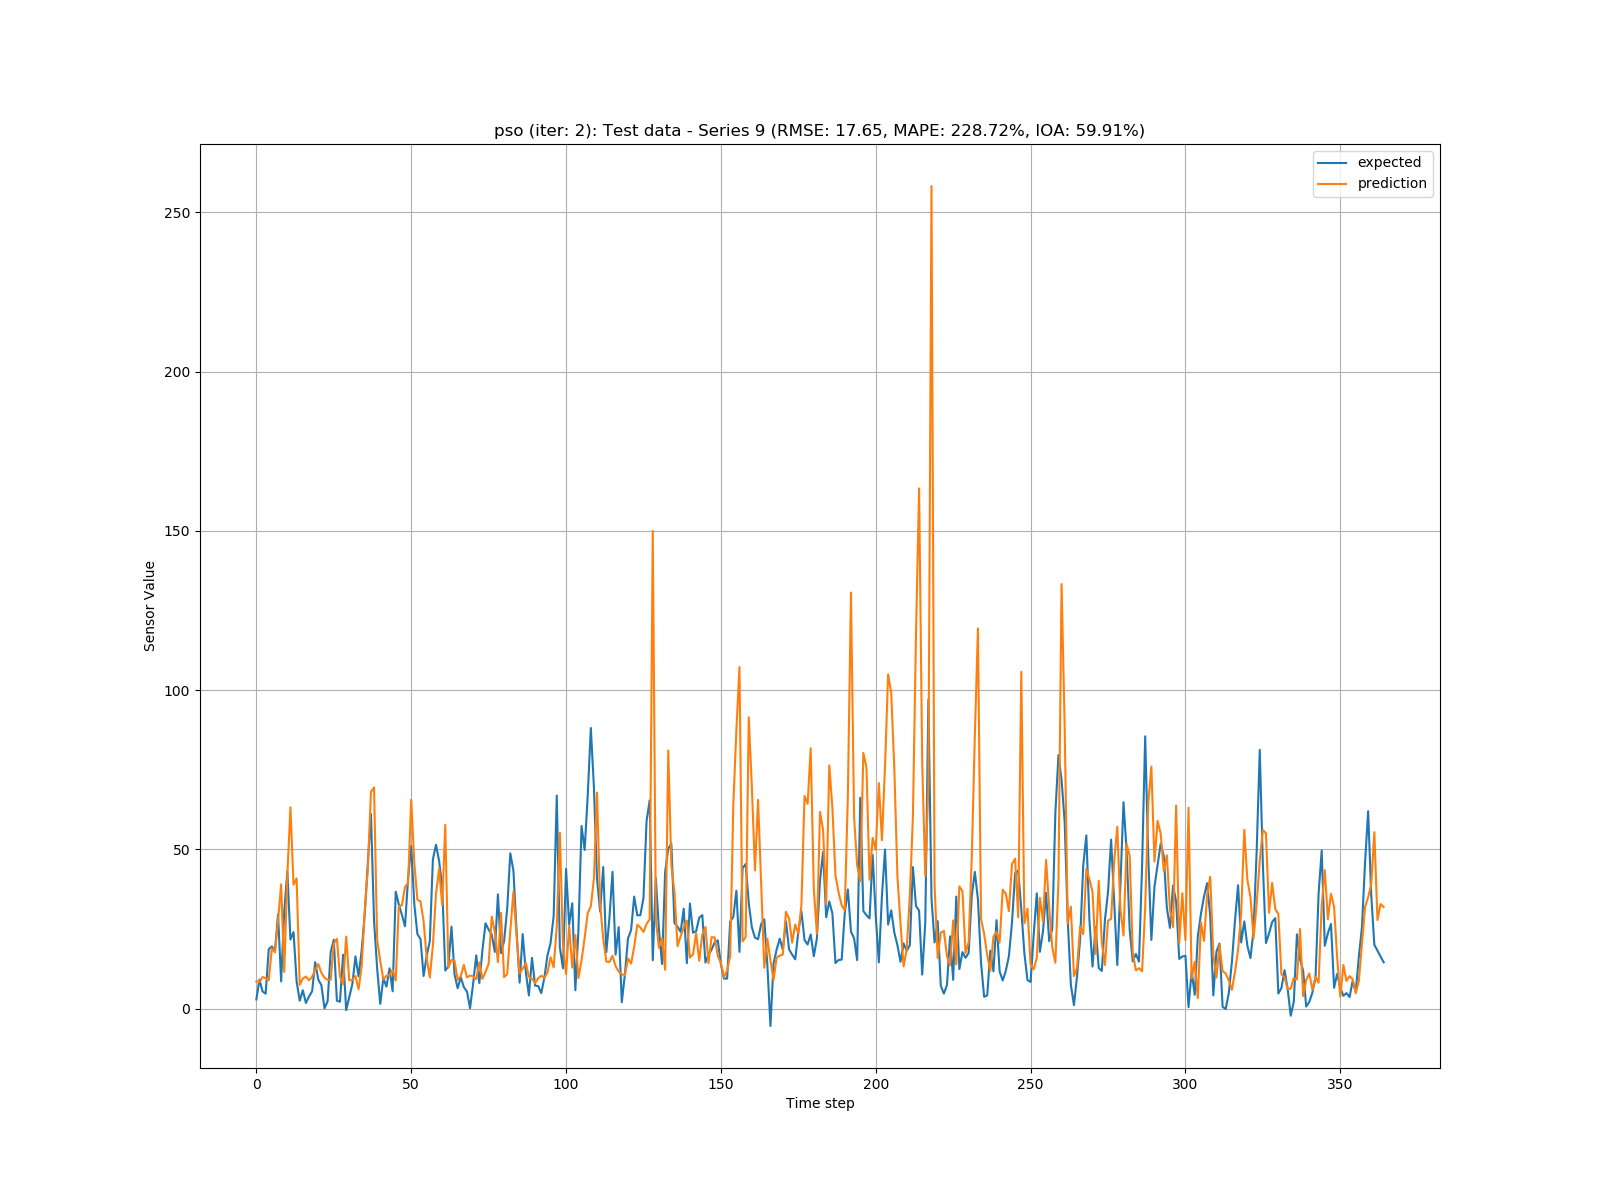 pso (iter: 2): Test data - Series 9 (RMSE: 17.65, MAPE: 228.72%, IOA: 59.91%)
expected
prediction
250
200
150
100
50
0
Sensor Value
0 50 100 150 200 250 300 350
Time step